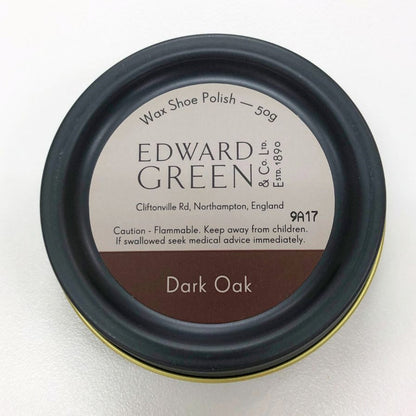 Wax Shoe Polish — 50g
EDWARD
GREEN
& Co. Ltd.
Estd. 1890
Cliftonville Rd, Northampton, England
9A17
Caution - Flammable. Keep away from children.
If swallowed seek medical advice immediately.
Dark Oak